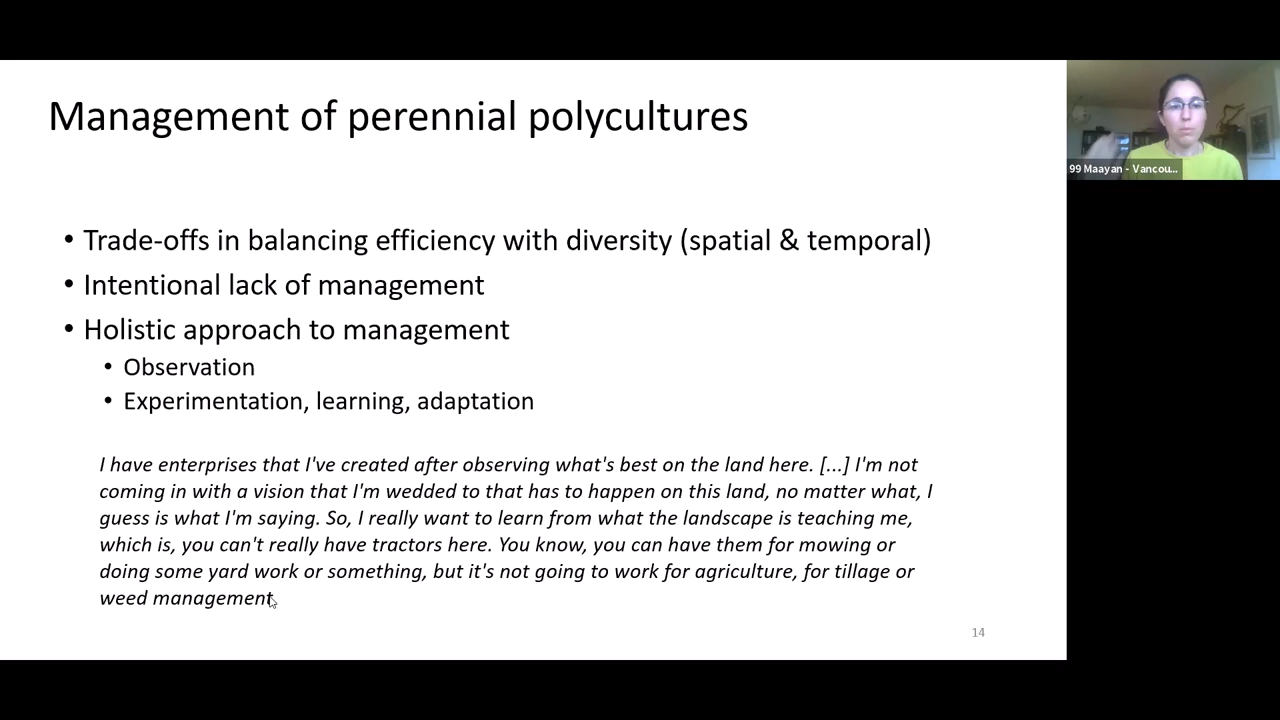 Management of perennial polycultures
99 Maayan - Vancou...
• Trade-offs in balancing efficiency with diversity (spatial & temporal)
• Intentional lack of management
• Holistic approach to management
• Observation
• Experimentation, learning, adaptation
I have enterprises that I've created after observing what's best on the land here. [...] I'm not
coming in with a vision that I'm wedded to that has to happen on this land, no matter what, I
guess is what I'm saying. So, I really want to learn from what the landscape is teaching me,
which is, you can't really have tractors here. You know, you can have them for mowing or
doing some yard work or something, but it's not going to work for agriculture, for tillage or
weed management.
14